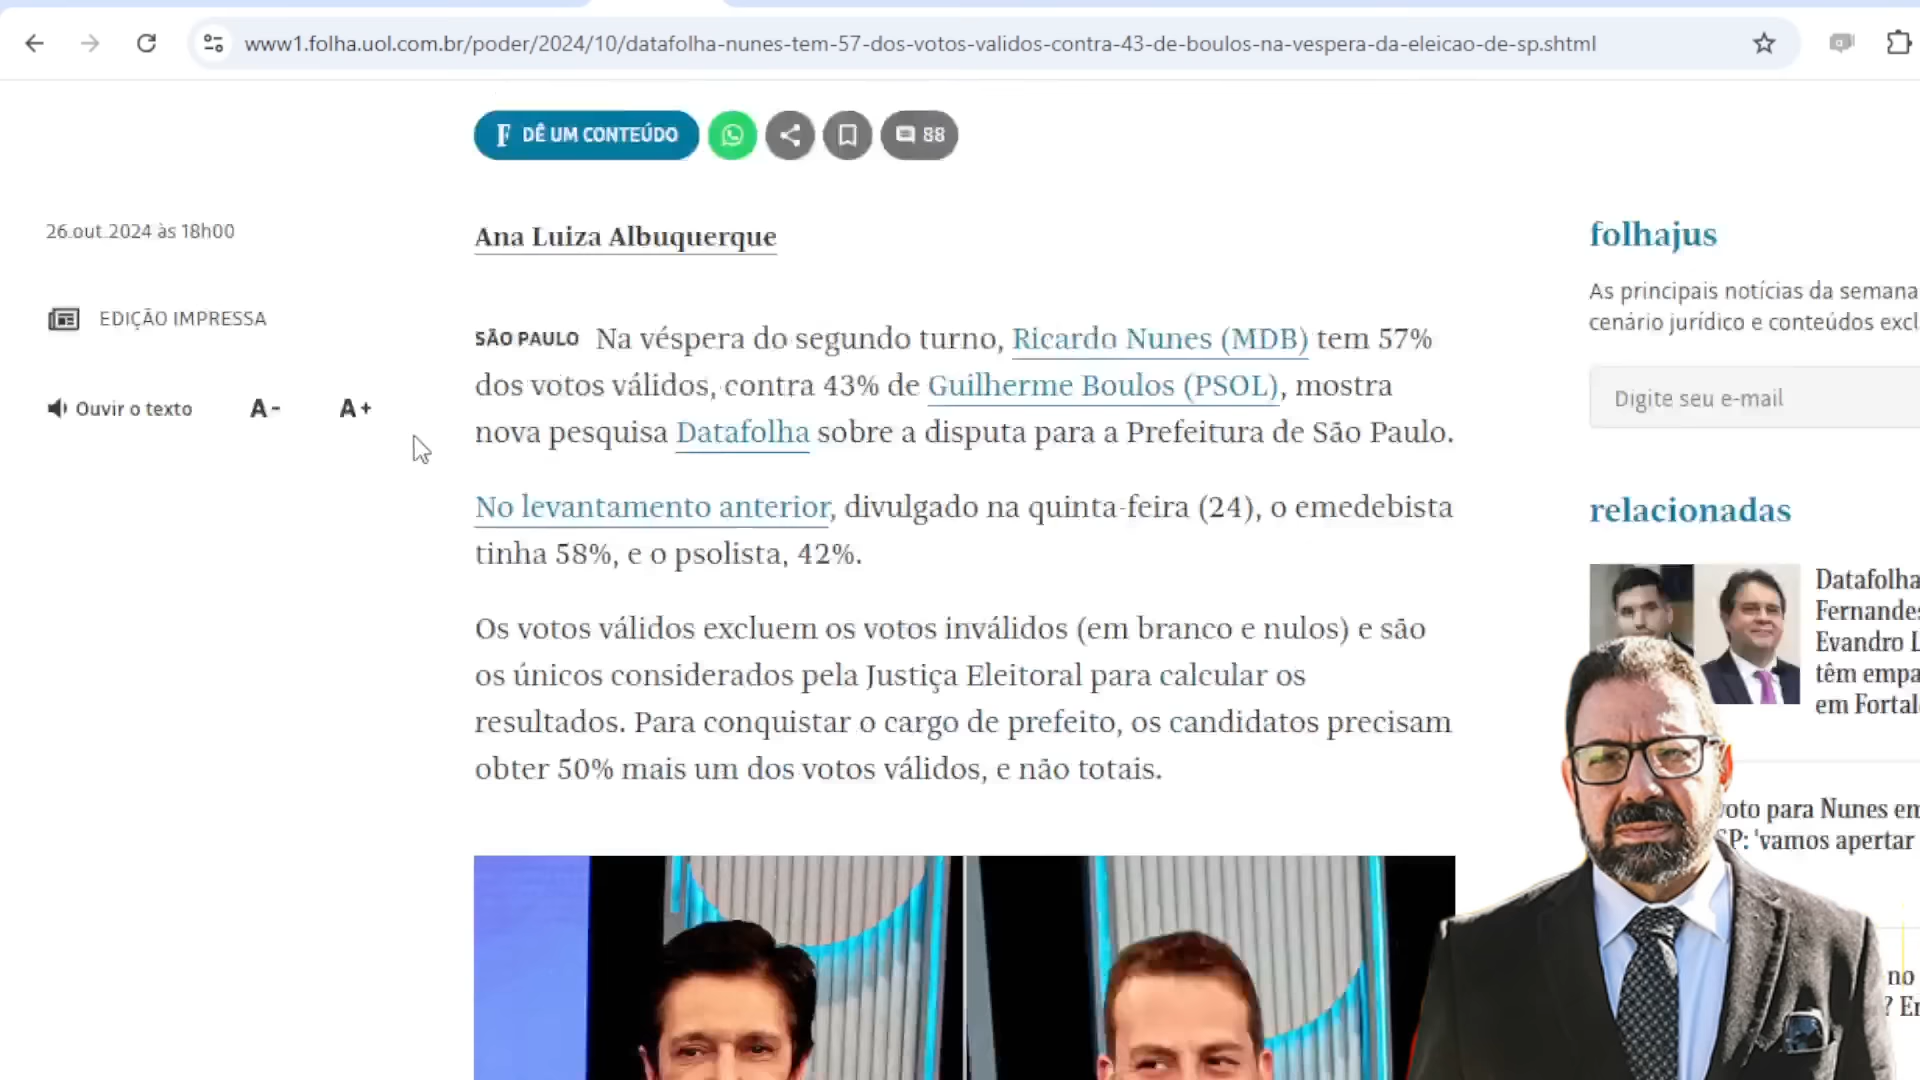 www1.folha.uol.com.br/poder/2024/10/datafolha-nunes-tem-57-dos-votos-validos-contra-43-de-boulos-na-vespera-da-eleicao-de-sp.shtml
F DÊ UM CONTEÚDO
88
26.out.2024 às 18h00
EDIÇÃO IMPRESSA
Ouvir o texto A- A+
Ana Luiza Albuquerque
SÃO PAULO Na véspera do segundo turno, Ricardo Nunes (MDB) tem 57%
dos votos válidos, contra 43% de Guilherme Boulos (PSOL), mostra
nova pesquisa Datafolha sobre a disputa para a Prefeitura de São Paulo.
No levantamento anterior, divulgado na quinta-feira (24), o emedebista
tinha 58%, e o psolista, 42%.
Os votos válidos excluem os votos inválidos (em branco e nulos) e são
os únicos considerados pela Justiça Eleitoral para calcular os
resultados. Para conquistar o cargo de prefeito, os candidatos precisam
obter 50% mais um dos votos válidos, e não totais.
folhajus
As principais notícias da semana
cenário jurídico e conteúdos excl
Digite seu e-mail
relacionadas
Datafolha
Fernandes
Evandro L
têm empa
em Fortal
voto para Nunes em
SP: 'vamos apertar
no
? En